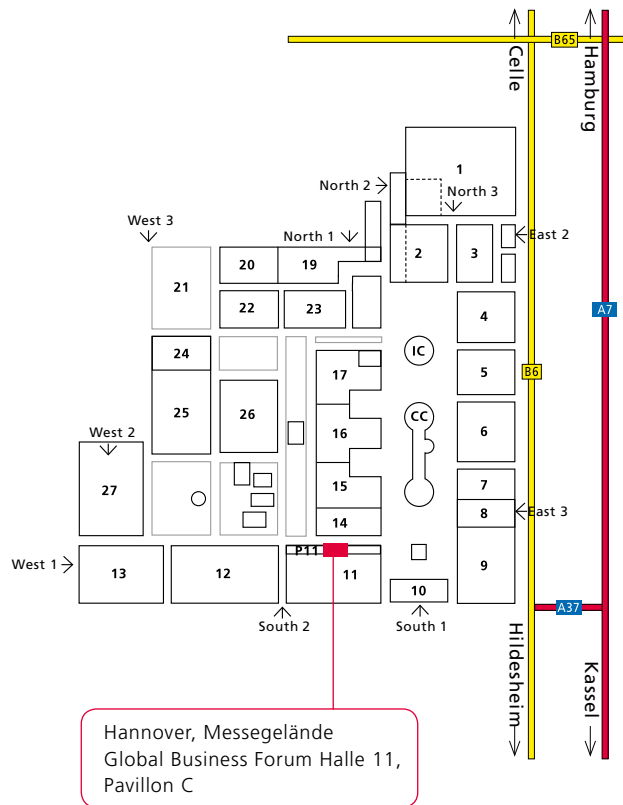 B65
Celle
Hamburg
1
North 2
North 3
West 3
North 1
East 2
20
19
2
3
21
22
23
4
A7
24
IC
17
5
B6
25
26
CC
16
6
West 2
27
15
7
14
8
East 3
P11
West 1
13
12
11
10
9
A37
South 2
South 1
Hildesheim
Kassel
Hannover, Messegelände
Global Business Forum Halle 11,
Pavillon C